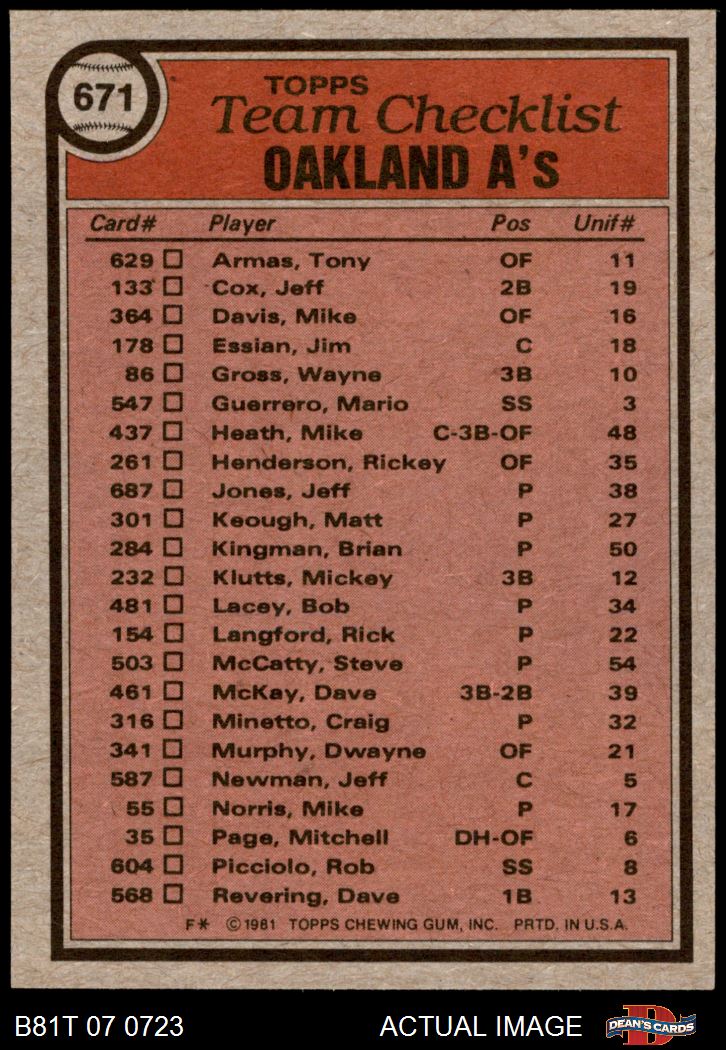 671
TOPPS
Team Checklist
OAKLAND A's
Card# Player Pos Unif#
629 Armas, Tony OF 11
133 Cox, Jeff 2B 19
364 Davis, Mike OF 16
178 Essian, Jim C 18
86 Gross, Wayne 3B 10
547 Guerrero, Mario SS 3
437 Heath, Mike C-3B-OF 48
261 Henderson, Rickey OF 35
687 Jones, Jeff P 38
301 Keough, Matt P 27
284 Kingman, Brian P 50
232 Klutts, Mickey 3B 12
481 Lacey, Bob P 34
154 Langford, Rick P 22
503 McCatty, Steve P 54
461 McKay, Dave 3B-2B 39
316 Minetto, Craig P 32
341 Murphy, Dwayne OF 21
587 Newman, Jeff C 5
55 Norris, Mike P 17
35 Page, Mitchell DH-OF 6
604 Picciolo, Rob SS 8
568 Revering, Dave 1B 13
F* ©1981 TOPPS CHEWING GUM, INC. PRTD. IN U.S.A.
B81T 07 0723 ACTUAL IMAGE D DEAN'S CARDS